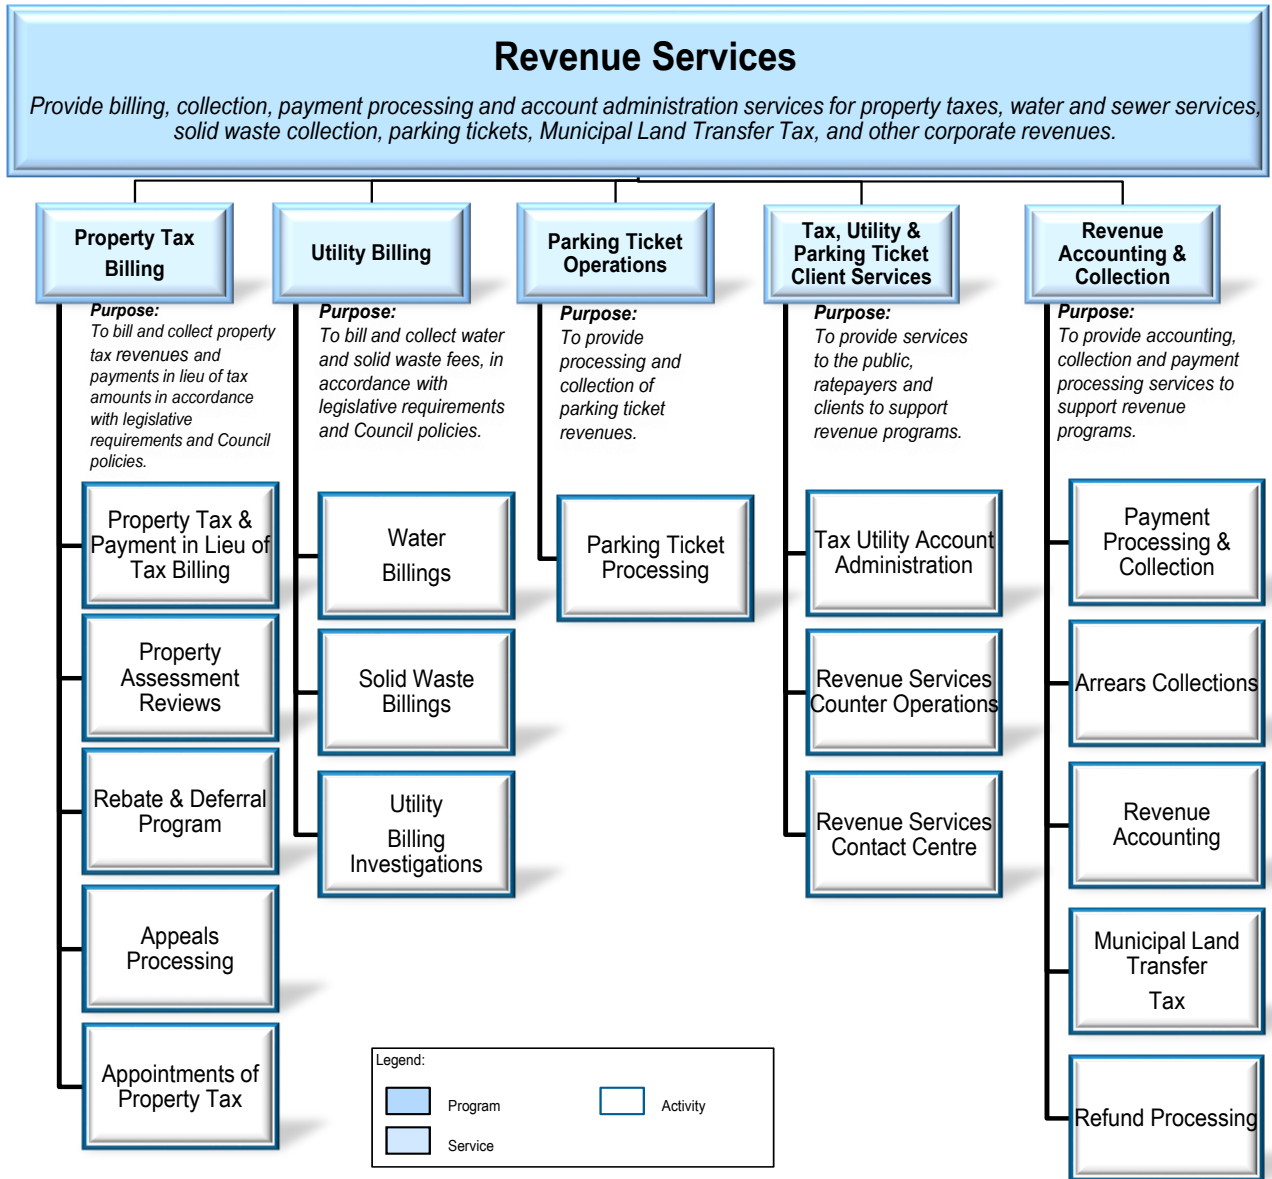 Revenue Services
Provide billing, collection, payment processing and account administration services for property taxes, water and sewer services,
solid waste collection, parking tickets, Municipal Land Transfer Tax, and other corporate revenues.
Property Tax
Billing
Purpose:
To bill and collect property
tax revenues and
payments in lieu of tax
amounts in accordance
with legislative
requirements and Council
policies.
Property Tax &
Payment in Lieu of
Tax Billing
Property
Assessment
Reviews
Rebate & Deferral
Program
Appeals
Processing
Appointments of
Property Tax
Utility Billing
Purpose:
To bill and collect water
and solid waste fees, in
accordance with
legislative requirements
and Council policies.
Water
Billings
Solid Waste
Billings
Utility
Billing
Investigations
Parking Ticket
Operations
Purpose:
To provide
processing and
collection of
parking ticket
revenues.
Parking Ticket
Processing
Tax, Utility &
Parking Ticket
Client Services
Purpose:
To provide services
to the public,
ratepayers and
clients to support
revenue programs.
Tax Utility Account
Administration
Revenue Services
Counter Operations
Revenue Services
Contact Centre
Revenue
Accounting &
Collection
Purpose:
To provide accounting,
collection and payment
processing services to
support revenue
programs.
Payment
Processing &
Collection
Arrears Collections
Revenue
Accounting
Municipal Land
Transfer
Tax
Refund Processing
Legend:
Program
Activity
Service